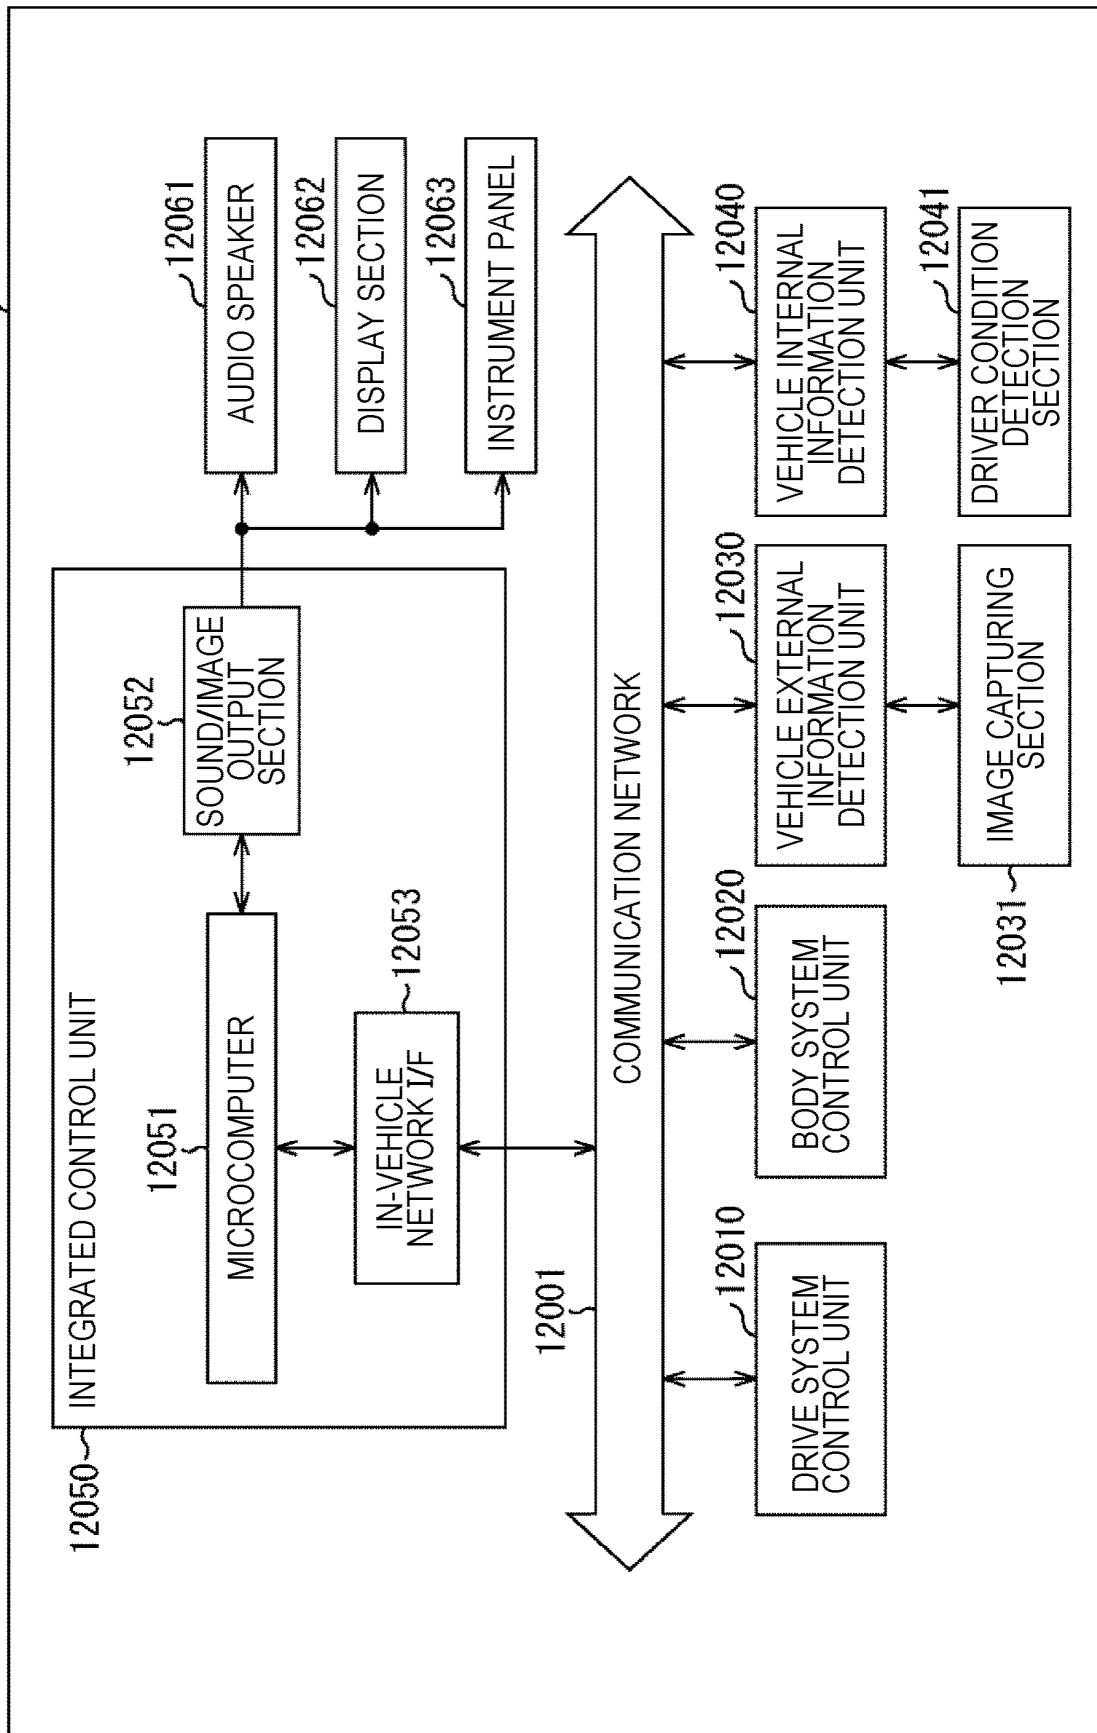 12050
INTEGRATED CONTROL UNIT
12051
MICROCOMPUTER
12052
SOUND/IMAGE
OUTPUT
SECTION
12053
IN-VEHICLE
NETWORK I/F
12061
AUDIO SPEAKER
12062
DISPLAY SECTION
12063
INSTRUMENT PANEL
12001
COMMUNICATION NETWORK
12010
DRIVE SYSTEM
CONTROL UNIT
12020
BODY SYSTEM
CONTROL UNIT
12030
VEHICLE EXTERNAL
INFORMATION
DETECTION UNIT
12040
VEHICLE INTERNAL
INFORMATION
DETECTION UNIT
12031
IMAGE CAPTURING
SECTION
12041
DRIVER CONDITION
DETECTION
SECTION